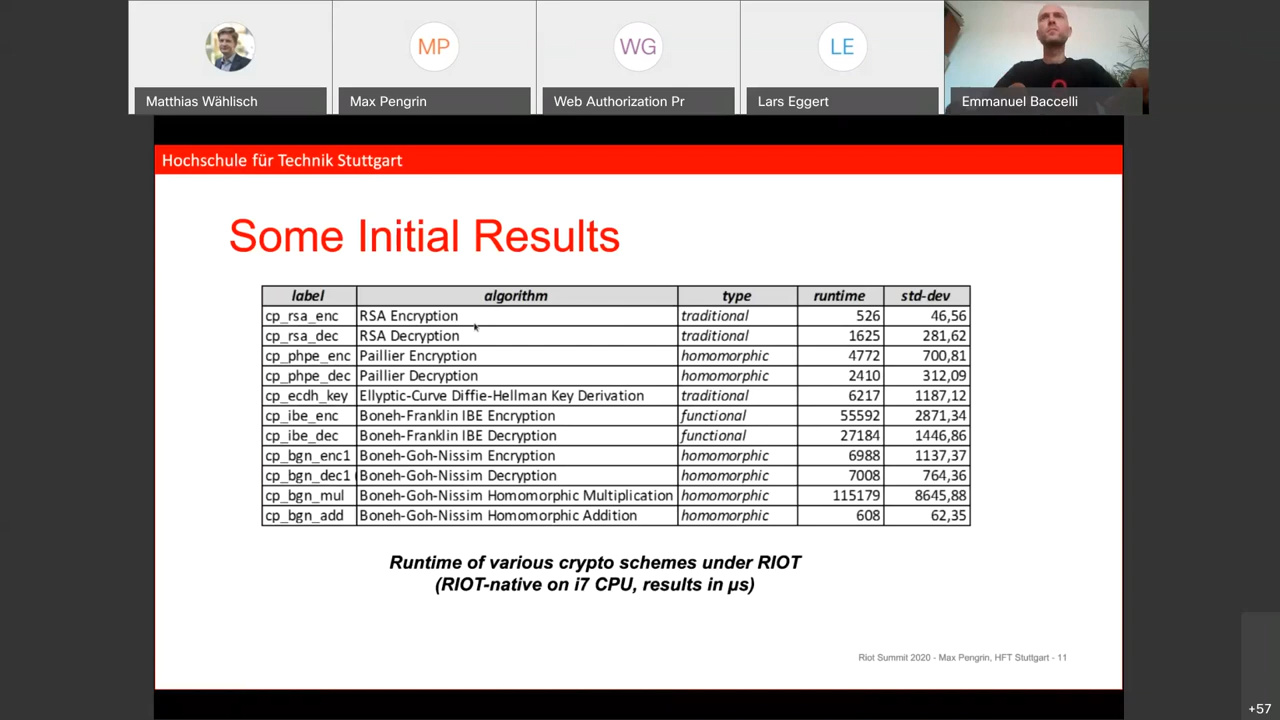 MP
WG
LE
Matthias Wählisch
Max Pengrin
Web Authorization Pr
Lars Eggert
Emmanuel Baccelli
Hochschule für Technik Stuttgart
Some Initial Results
label algorithm type runtime std-dev
cp_rsa_enc RSA Encryption traditional 526 46,56
cp_rsa_dec RSA Decryption traditional 1625 281,62
cp_phpe_enc Paillier Encryption homomorphic 4772 700,81
cp_phpe_dec Paillier Decryption homomorphic 2410 312,09
cp_ecdh_key Ellyptic-Curve Diffie-Hellman Key Derivation traditional 6217 1187,12
cp_ibe_enc Boneh-Franklin IBE Encryption functional 55592 2871,34
cp_ibe_dec Boneh-Franklin IBE Decryption functional 27184 1446,86
cp_bgn_enc1 Boneh-Goh-Nissim Encryption homomorphic 6988 1137,37
cp_bgn_dec1 ( Boneh-Goh-Nissim Decryption homomorphic 7008 764,36
cp_bgn_mul Boneh-Goh-Nissim Homomorphic Multiplication homomorphic 115179 8645,88
cp_bgn_add Boneh-Goh-Nissim Homomorphic Addition homomorphic 608 62,35
Runtime of various crypto schemes under RIOT
(RIOT-native on i7 CPU, results in µs)
Riot Summit 2020 - Max Pengrin, HFT Stuttgart - 11
+57